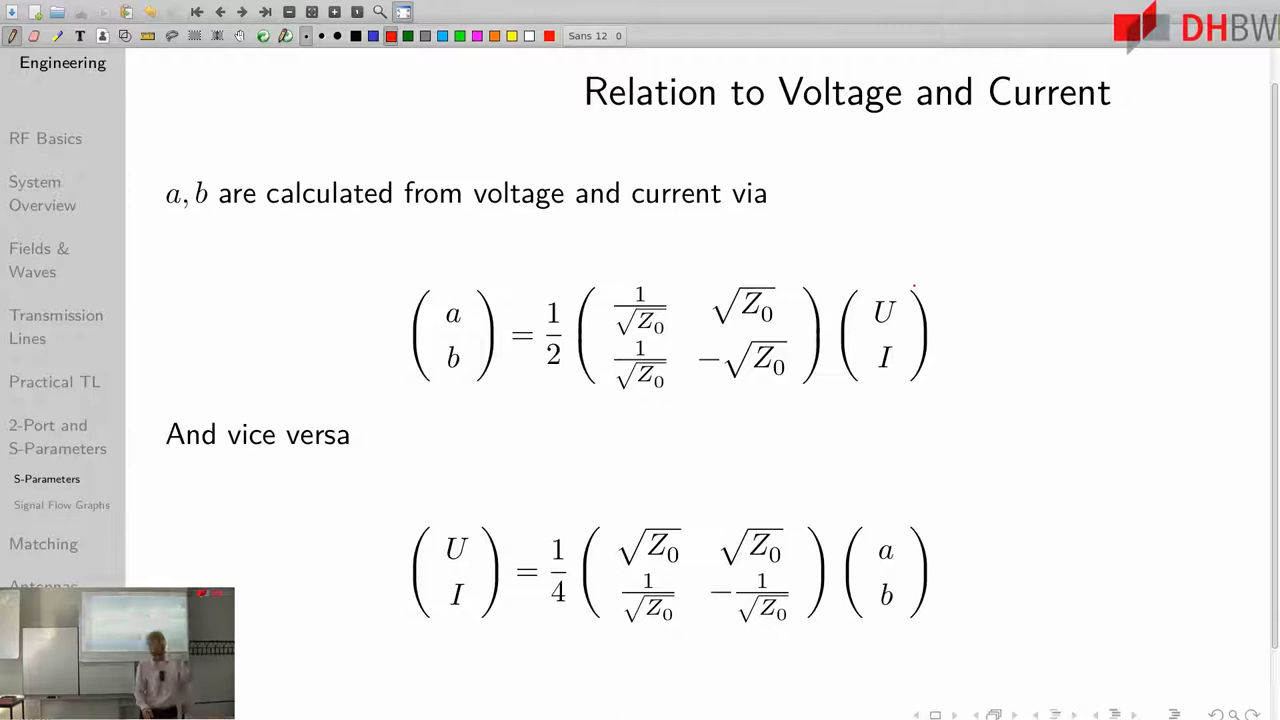 Sans 12 0
DHBW
Engineering
Relation to Voltage and Current
RF Basics
System
Overview
Fields &
Waves
Transmission
Lines
Practical TL
2-Port and
S-Parameters
S-Parameters
Signal Flow Graphs
Matching
Antennas
a, b are calculated from voltage and current via
( a b ) = 1/2 ( 1/√Z₀ √Z₀ 1/√Z₀ −√Z₀ ) ( U I )
And vice versa
( U I ) = 1/4 ( √Z₀ √Z₀ 1/√Z₀ −1/√Z₀ ) ( a b )